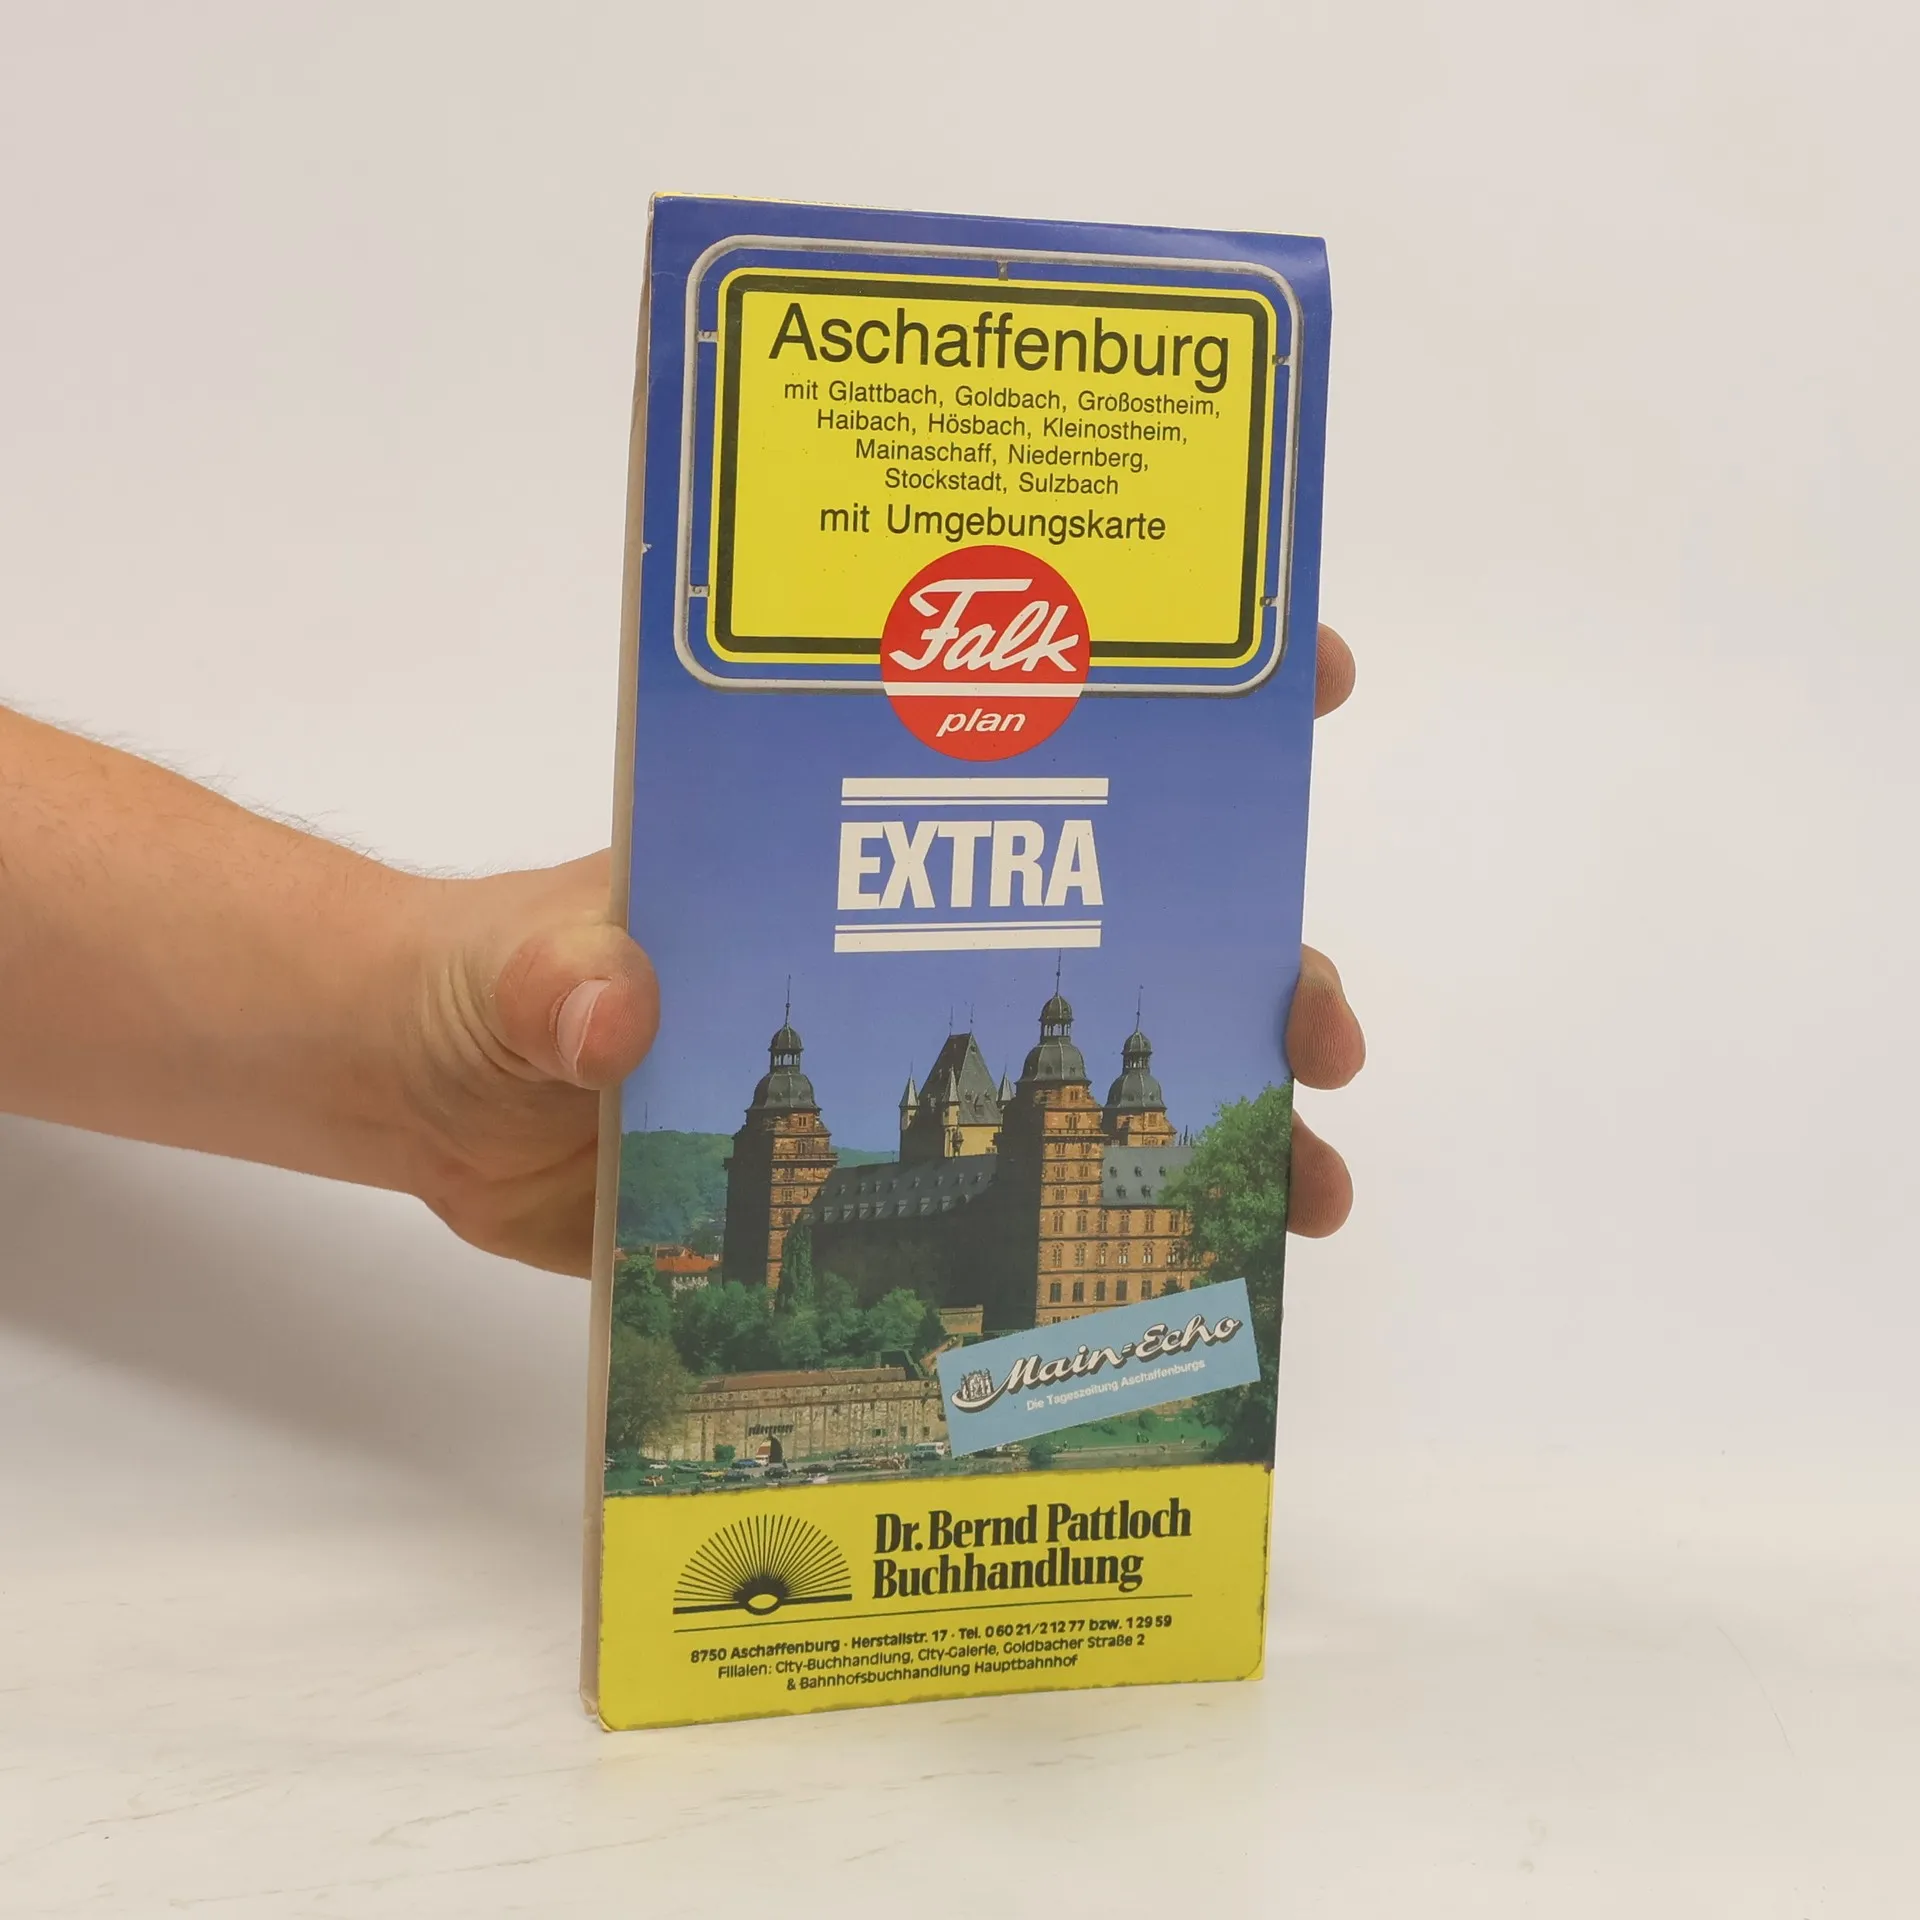 Aschaffenburg
mit Glattbach, Goldbach, Großostheim,
Haibach, Hösbach, Kleinostheim,
Mainaschaff, Niedernberg,
Stockstadt, Sulzbach
mit Umgebungskarte
Falk
plan
EXTRA
Main-Echo
Die Tageszeitung Aschaffenburgs
Dr. Bernd Pattloch
Buchhandlung
8750 Aschaffenburg · Herstallstr. 17 · Tel. 0 60 21/2 12 77 bzw. 1 29 59
Filialen: City-Buchhandlung, City-Galerie, Goldbacher Straße 2
& Bahnhofsbuchhandlung Hauptbahnhof